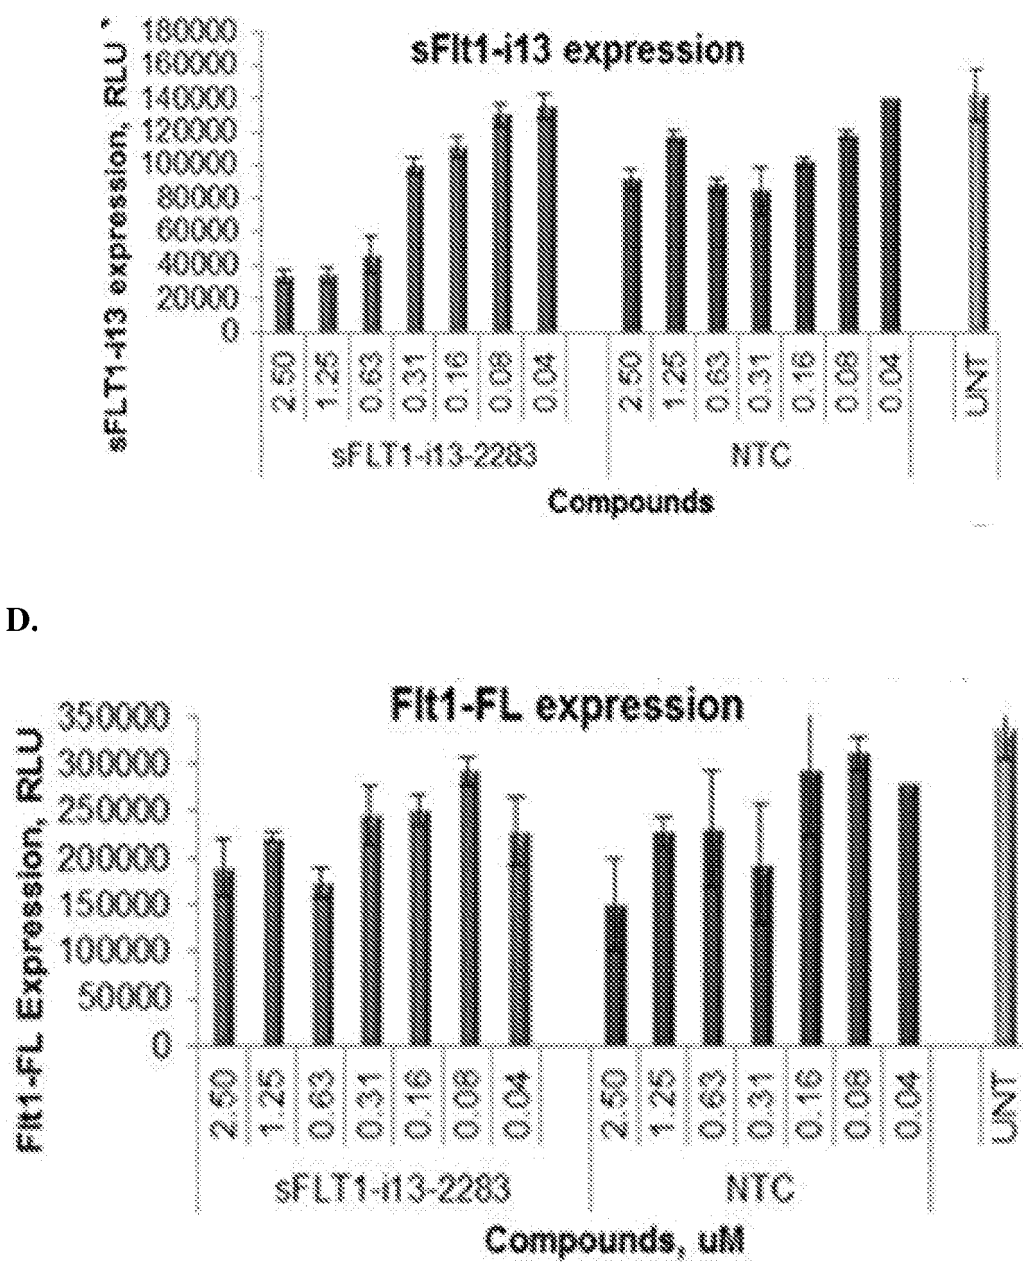 sFLT1-i13 expression, RLU *
sFlt1-i13 expression
180000
160000
140000
120000
100000
80000
60000
40000
20000
0
2.50 1.25 0.63 0.31 0.16 0.08 0.04 2.50 1.25 0.63 0.31 0.16 0.08 0.04 UNT
sFLT1-i13-2283 NTC
Compounds
D.
Flt1-FL Expression, RLU
Flt1-FL expression
350000
300000
250000
200000
150000
100000
50000
0
2.50 1.25 0.63 0.31 0.16 0.08 0.04 2.50 1.25 0.63 0.31 0.16 0.08 0.04 UNT
sFLT1-i13-2283 NTC
Compounds, uM